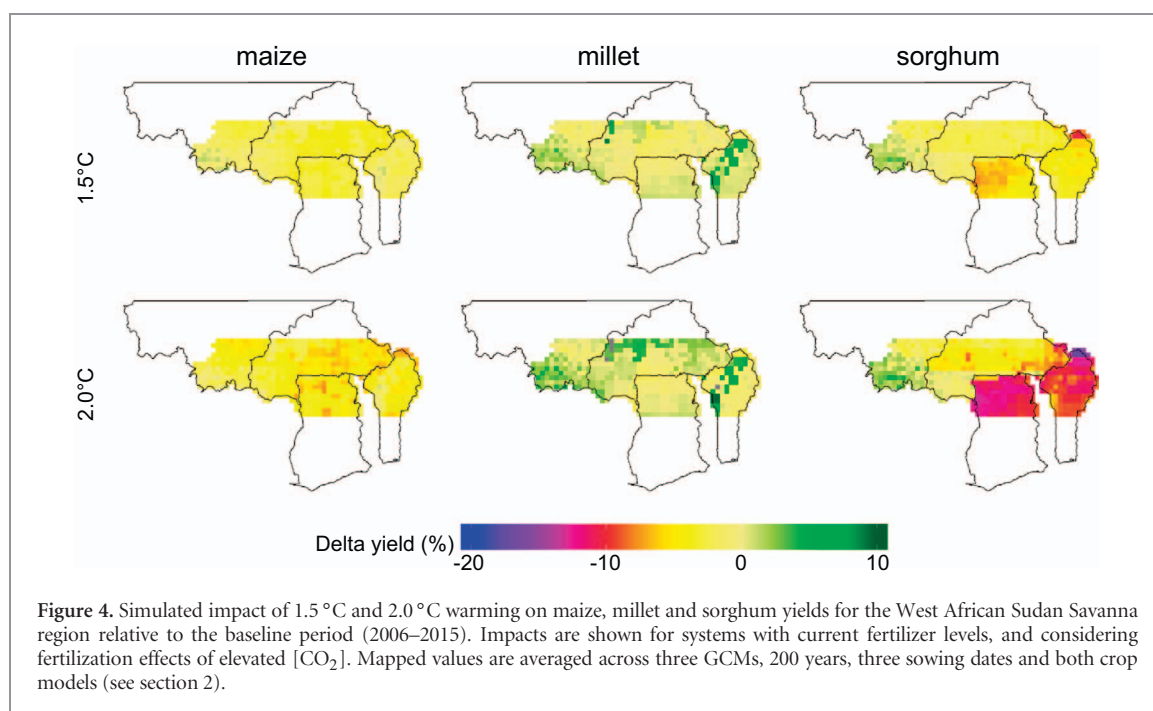 maize millet sorghum
1.5 °C
2.0 °C
Delta yield (%)
-20 -10 0 10
Figure 4. Simulated impact of 1.5 °C and 2.0 °C warming on maize, millet and sorghum yields for the West African Sudan Savanna
region relative to the baseline period (2006–2015). Impacts are shown for systems with current fertilizer levels, and considering
fertilization effects of elevated [CO₂]. Mapped values are averaged across three GCMs, 200 years, three sowing dates and both crop
models (see section 2).